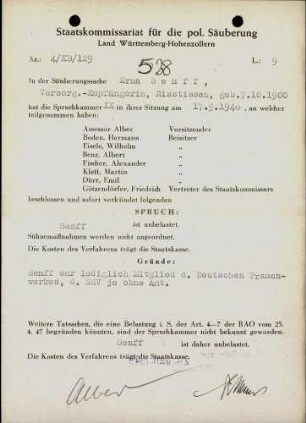 Staatskommissariat für die pol. Säuberung
Land Württemberg-Hohenzollern
Az.: 4/KB/129
L.: 9
528
In der Säuberungssache Erna Senff,
Versorg.-Empfängerin, Risstissen, geb.7.10.1900
hat die Spruchkammer IX in ihrer Sitzung am 17.9.1948, an welcher
teilgenommen haben:
Assessor Alber Vorsitzender
Boden, Hermann Beisitzer
Eisele, Wilhelm "
Benz, Albert "
Fischer, Alexander "
Klett, Martin "
Dürr, Emil "
Götzendörfer, Friedrich Vertreter des Staatskommissars
beschlossen und sofort verkündet folgenden
SPRUCH:
Senff ist unbelastet.
Sühnemaßnahmen werden nicht angeordnet.
Die Kosten des Verfahrens trägt die Staatskasse.
Gründe:
Senff war lediglich Mitglied d. Deutschen Frauen-
werkes, d. NSV je ohne Amt.
Weitere Tatsachen, die eine Belastung i. S. der Art. 4—7 der RAO vom 25.
4. 47 begründen könnten, sind der Spruchkammer nicht bekannt geworden.
Senff ist daher unbelastet.
Die Kosten des Verfahrens trägt die Staatskasse.
Alber